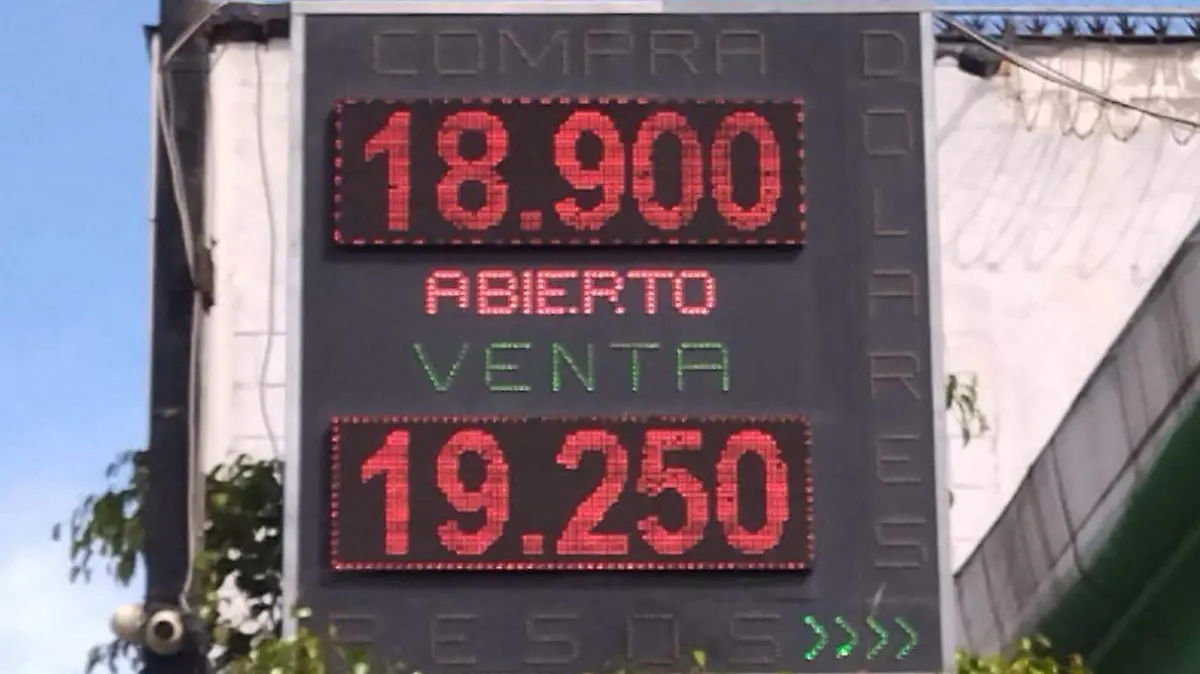 COMPRA
18.900
ABIERTO
VENTA
19.250
PESOS >>>>
DOLARES